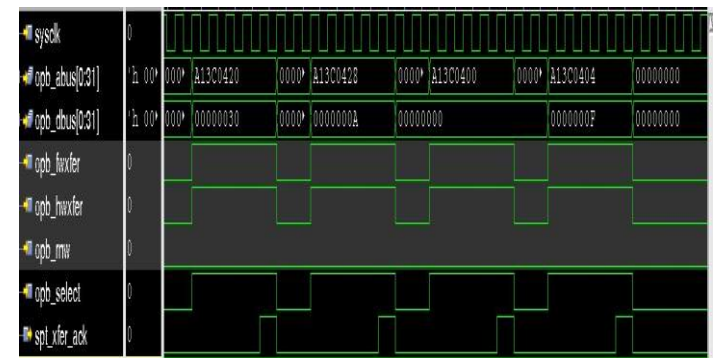 sysclk 0
opb_abus[0:31] 'h 00 000 A13C0420 0000 A13C0428 0000 A13C0400 0000 A13C0404 00000000
opb_dbus[0:31] 'h 00 000 00000030 0000 0000000A 00000000 0000000F 00000000
opb_fwxfer 0
opb_hwxfer 0
opb_rnw 0
opb_select 0
spt_xfer_ack 0